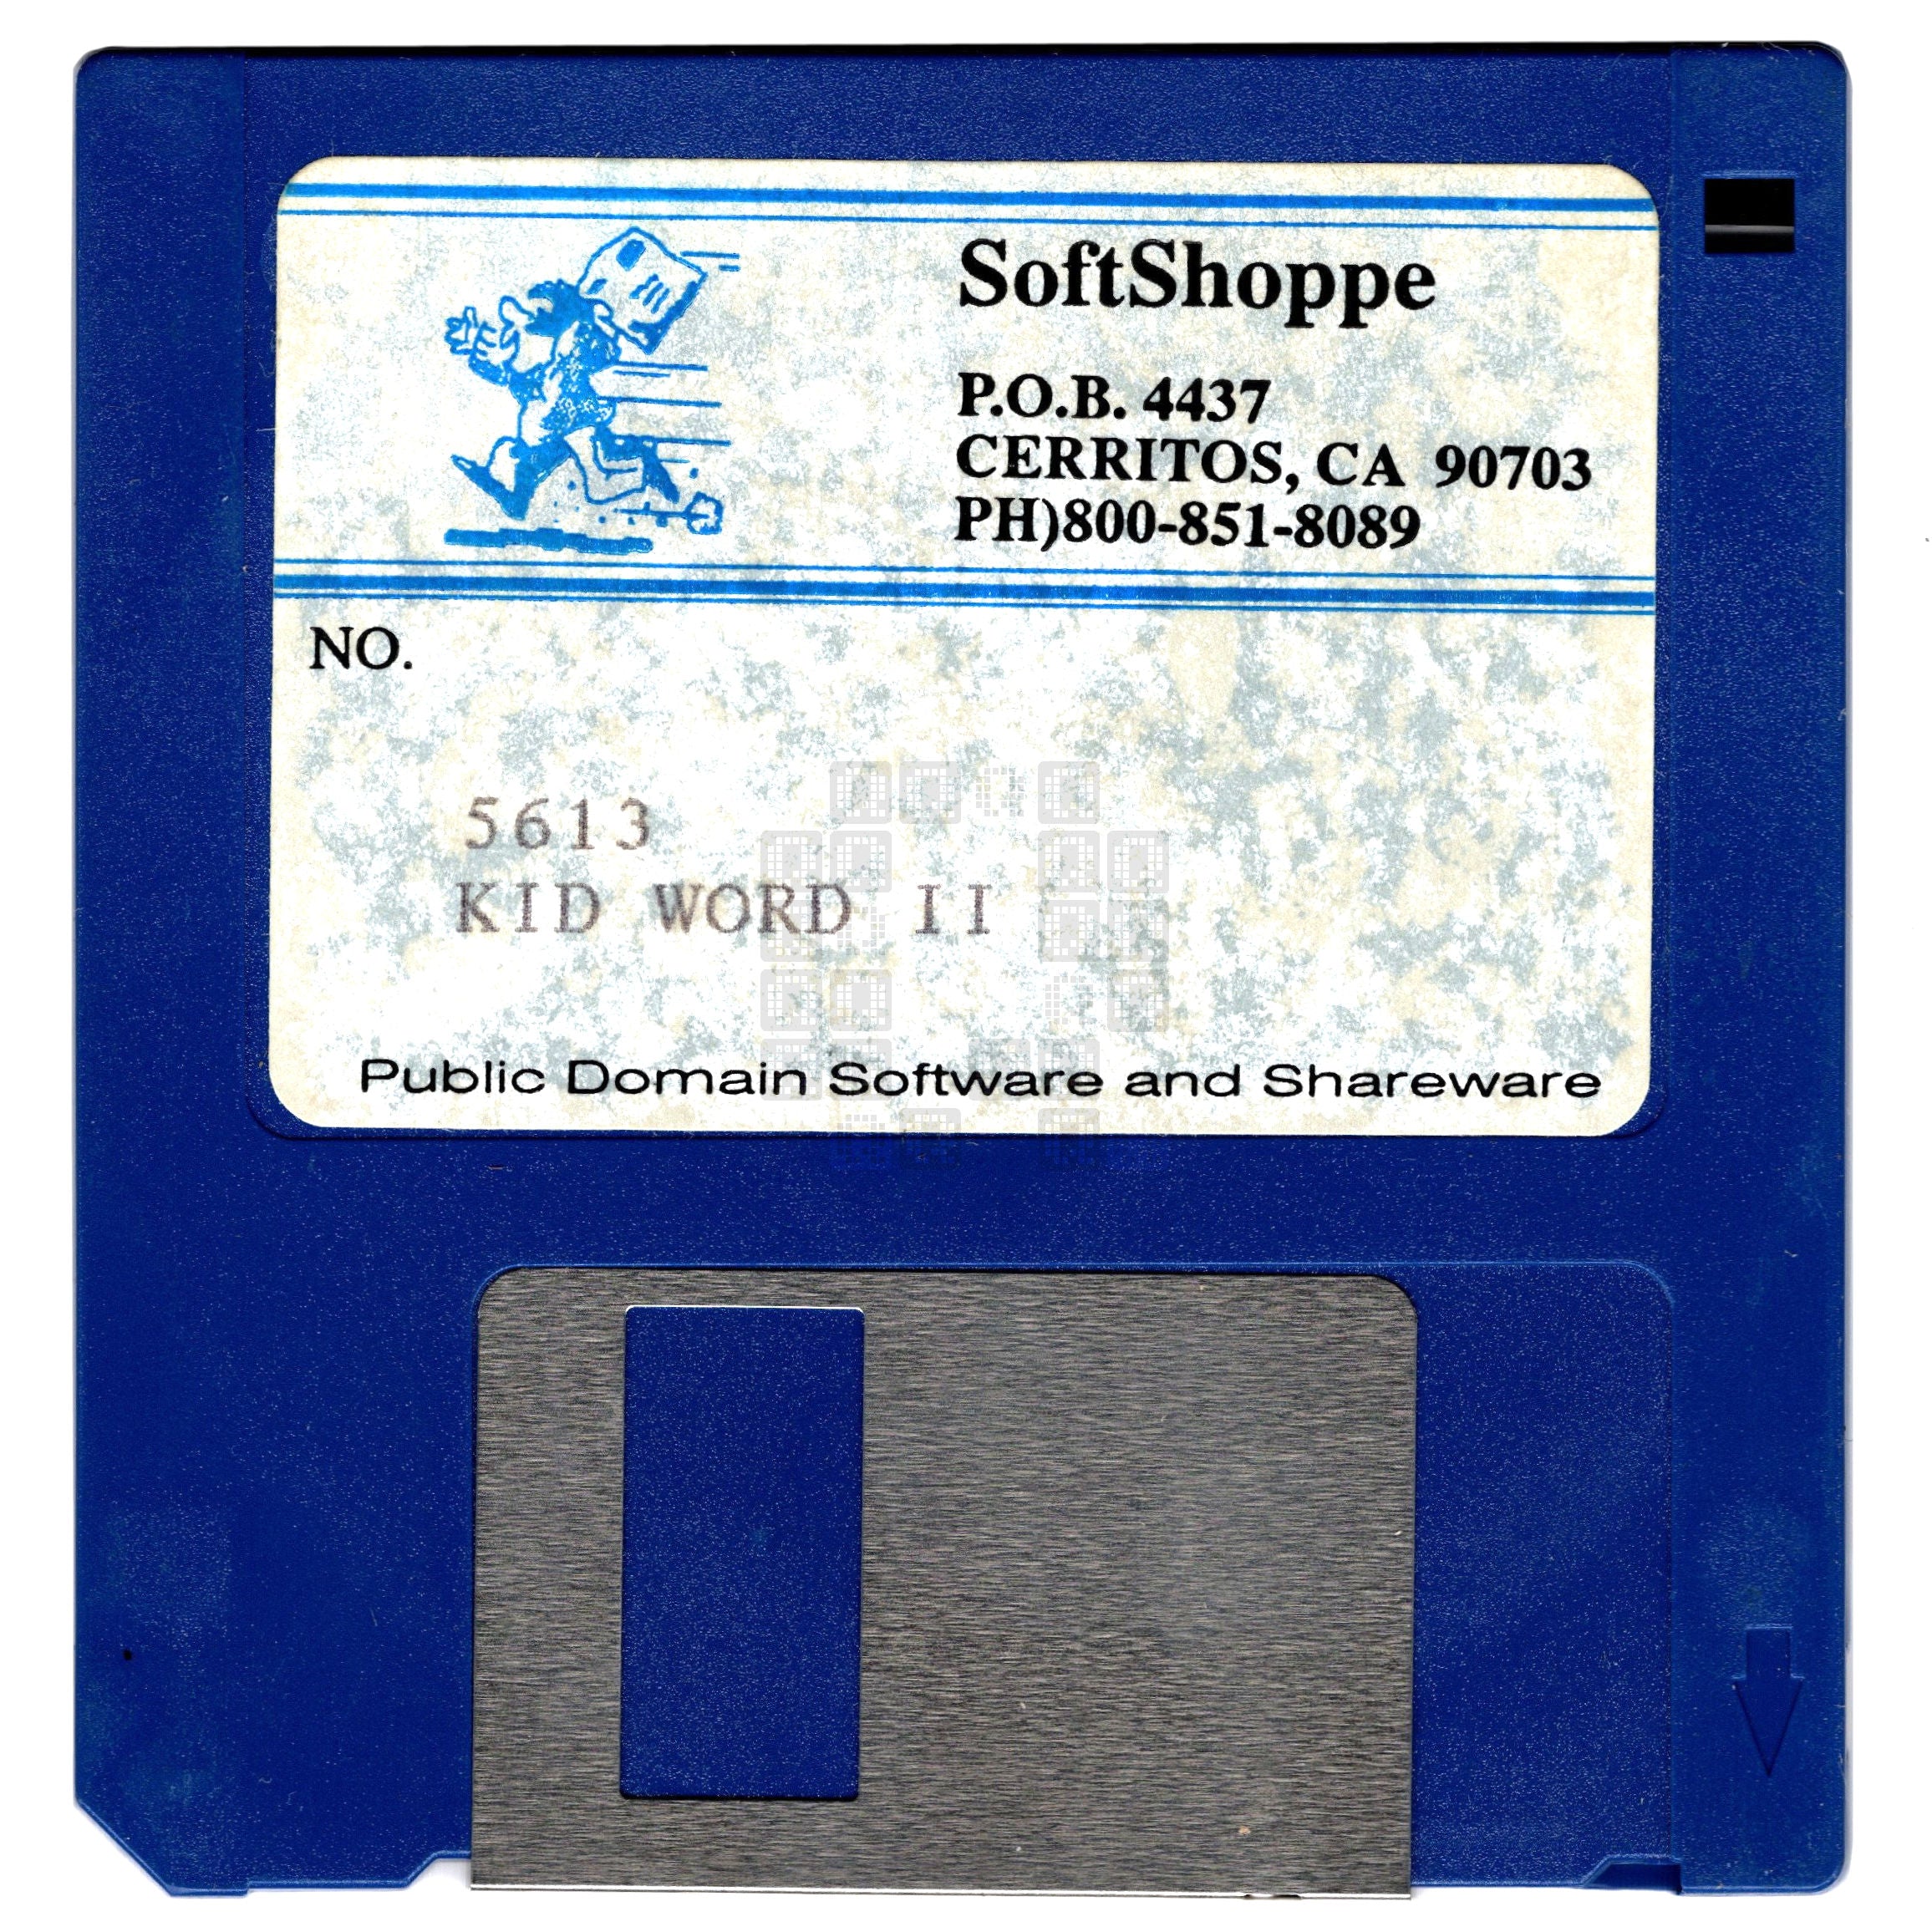 SoftShoppe
P.O.B. 4437
CERRITOS, CA 90703
PH)800-851-8089
NO.
5613
KID WORD II
Public Domain Software and Shareware